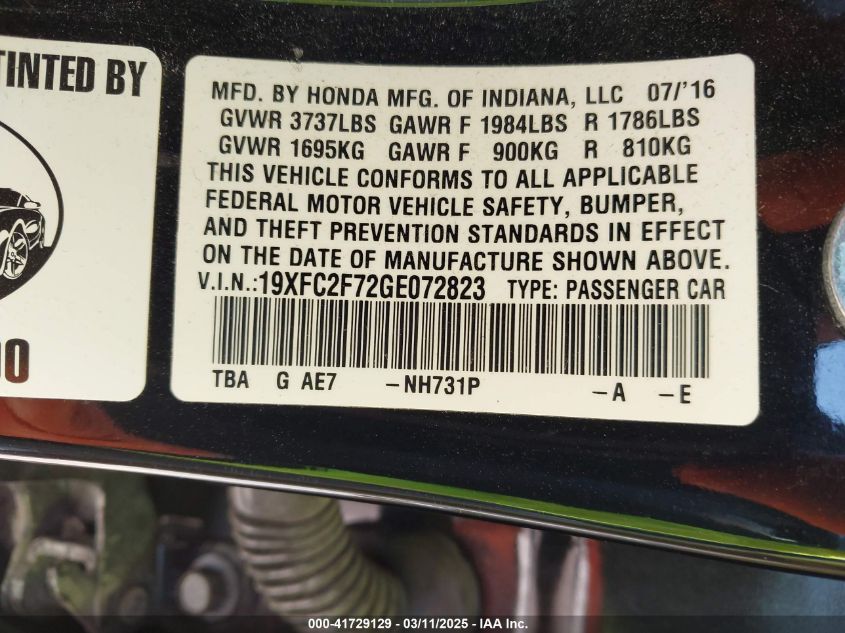 TINTED BY
MFD. BY HONDA MFG. OF INDIANA, LLC 07/'16
GVWR 3737LBS GAWR F 1984LBS R 1786LBS
GVWR 1695KG GAWR F 900KG R 810KG
THIS VEHICLE CONFORMS TO ALL APPLICABLE
FEDERAL MOTOR VEHICLE SAFETY, BUMPER,
AND THEFT PREVENTION STANDARDS IN EFFECT
ON THE DATE OF MANUFACTURE SHOWN ABOVE.
V.I.N.:19XFC2F72GE072823 TYPE: PASSENGER CAR
TBA G AE7 -NH731P -A -E
000-41729129 - 03/11/2025 - IAA Inc.